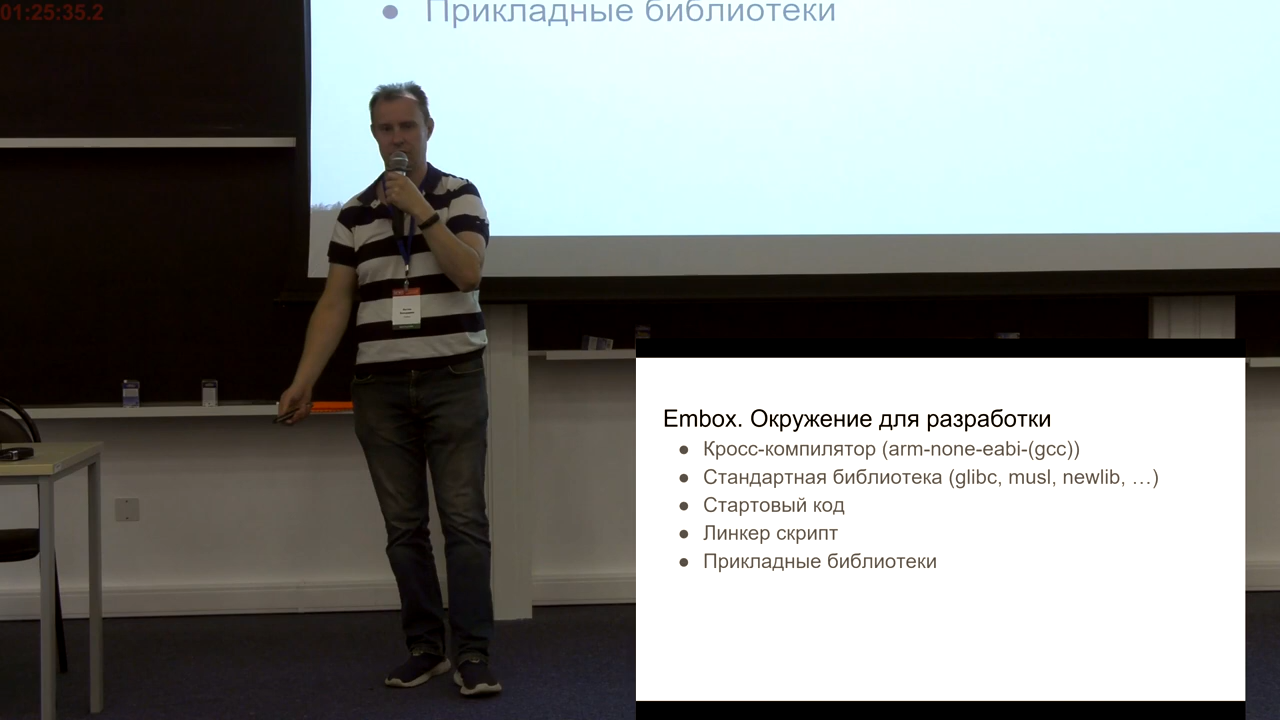 01:25:35.2
● Прикладные библиотеки
Embox. Окружение для разработки
● Кросс-компилятор (arm-none-eabi-(gcc))
● Стандартная библиотека (glibc, musl, newlib, …)
● Стартовый код
● Линкер скрипт
● Прикладные библиотеки